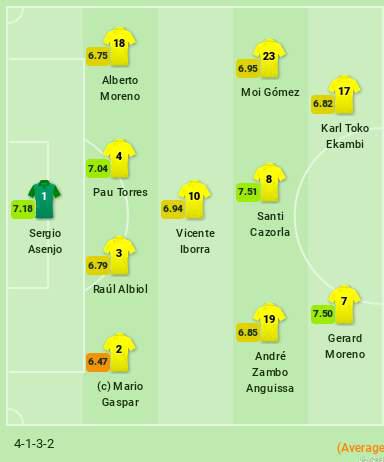 18
6.75
Alberto
Moreno
4
7.04
Pau Torres
1
7.18
Sergio
Asenjo
3
6.79
Raúl Albiol
2
6.47
(c) Mario
Gaspar
10
6.94
Vicente
Iborra
23
6.95
Moi Gómez
8
7.51
Santi
Cazorla
19
6.85
André
Zambo
Anguissa
17
6.82
Karl Toko
Ekambi
7
7.50
Gerard
Moreno
4-1-3-2
(Average